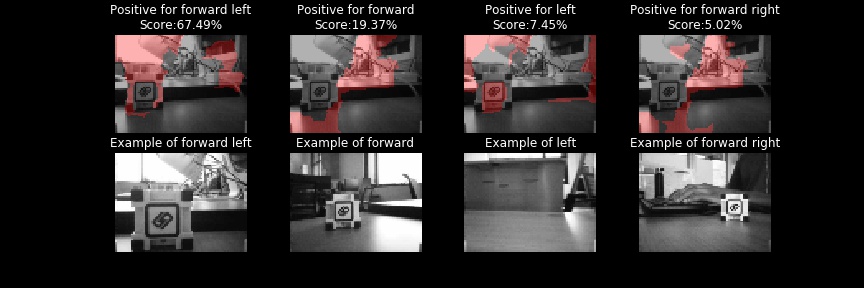 Positive for forward left
Score:67.49%
Positive for forward
Score:19.37%
Positive for left
Score:7.45%
Positive for forward right
Score:5.02%
Example of forward left
Example of forward
Example of left
Example of forward right